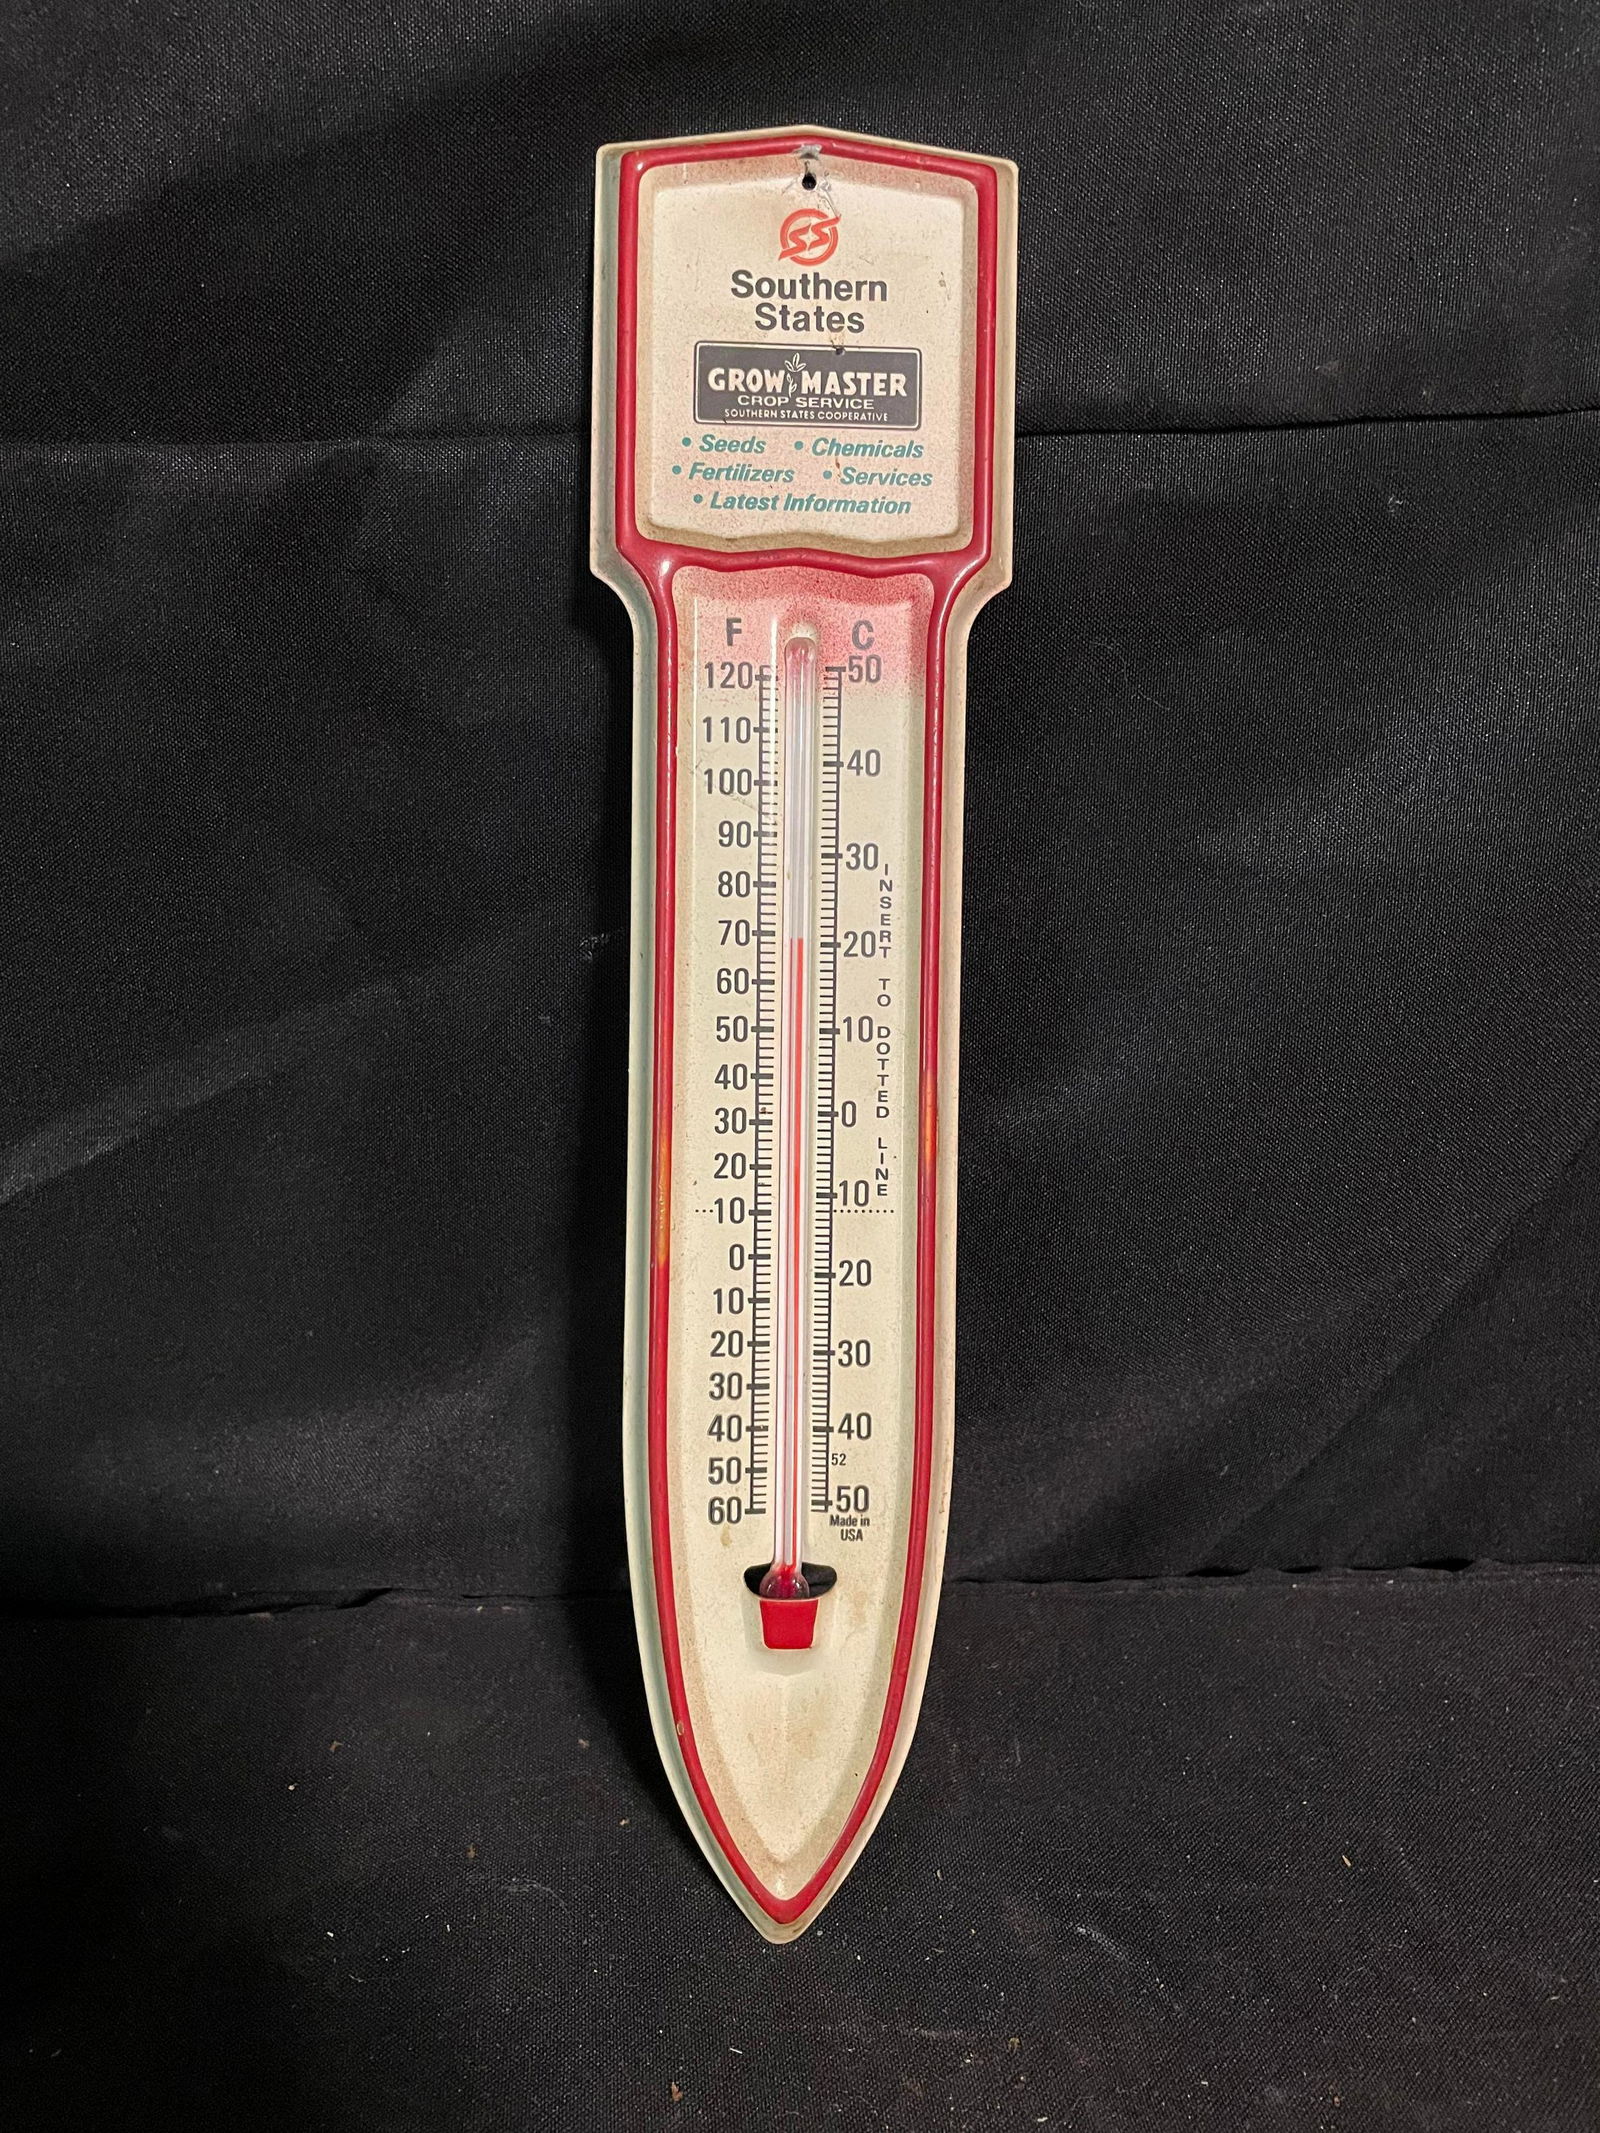 SS
Southern
States
GROW MASTER
CROP SERVICE
SOUTHERN STATES COOPERATIVE
• Seeds • Chemicals
• Fertilizers • Services
• Latest Information
F C
120 50
110
100 40
90
80 30
70
60 20
50 10
40
30 0
20
10 10
0
10 20
20
30 30
40 40
50 52
60 50
INSERT TO DOTTED LINE
Made in
USA